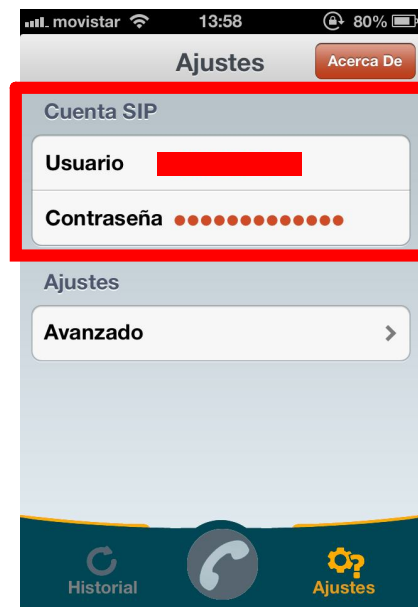 movistar 13:58 80%
Ajustes Acerca De
Cuenta SIP
Usuario
Contraseña ●●●●●●●●●●●●●
Ajustes
Avanzado
Historial Ajustes